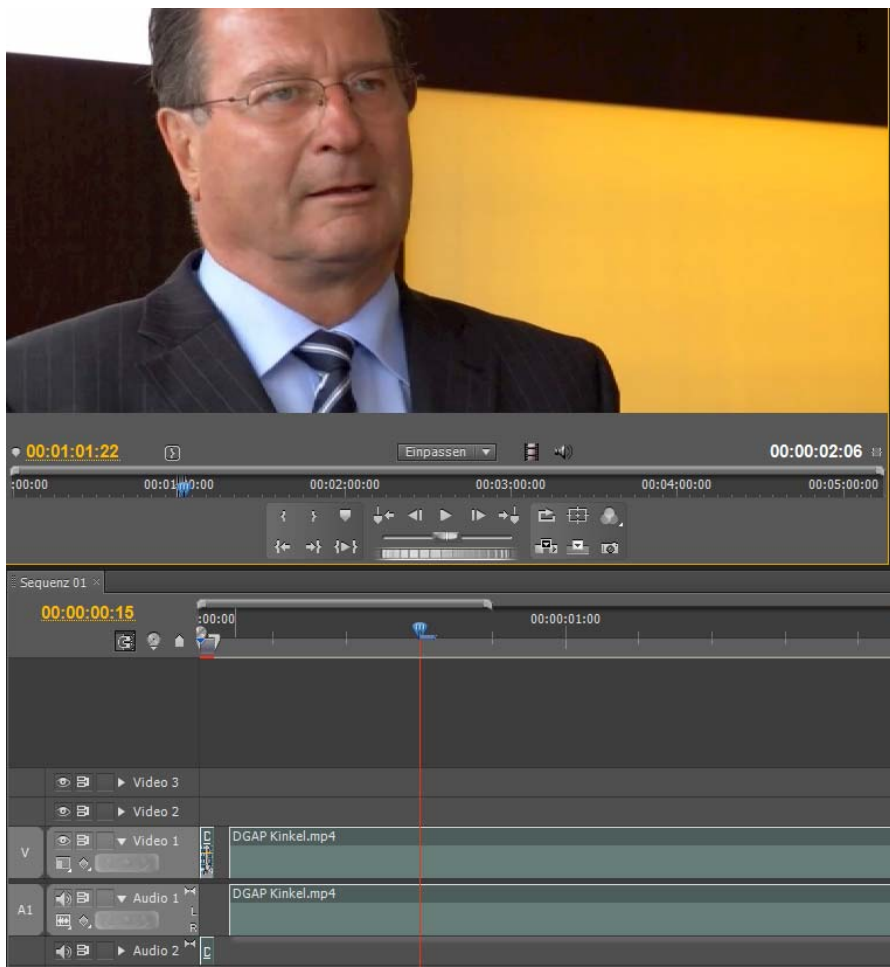 00:01:01:22 Einpassen 00:00:02:06
:00:00 00:01:00:00 00:02:00:00 00:03:00:00 00:04:00:00 00:05:00:00
Sequenz 01
00:00:00:15 :00:00 00:00:01:00
Video 3
Video 2
V Video 1 D DGAP Kinkel.mp4
A1 Audio 1 L R DGAP Kinkel.mp4
Audio 2 D